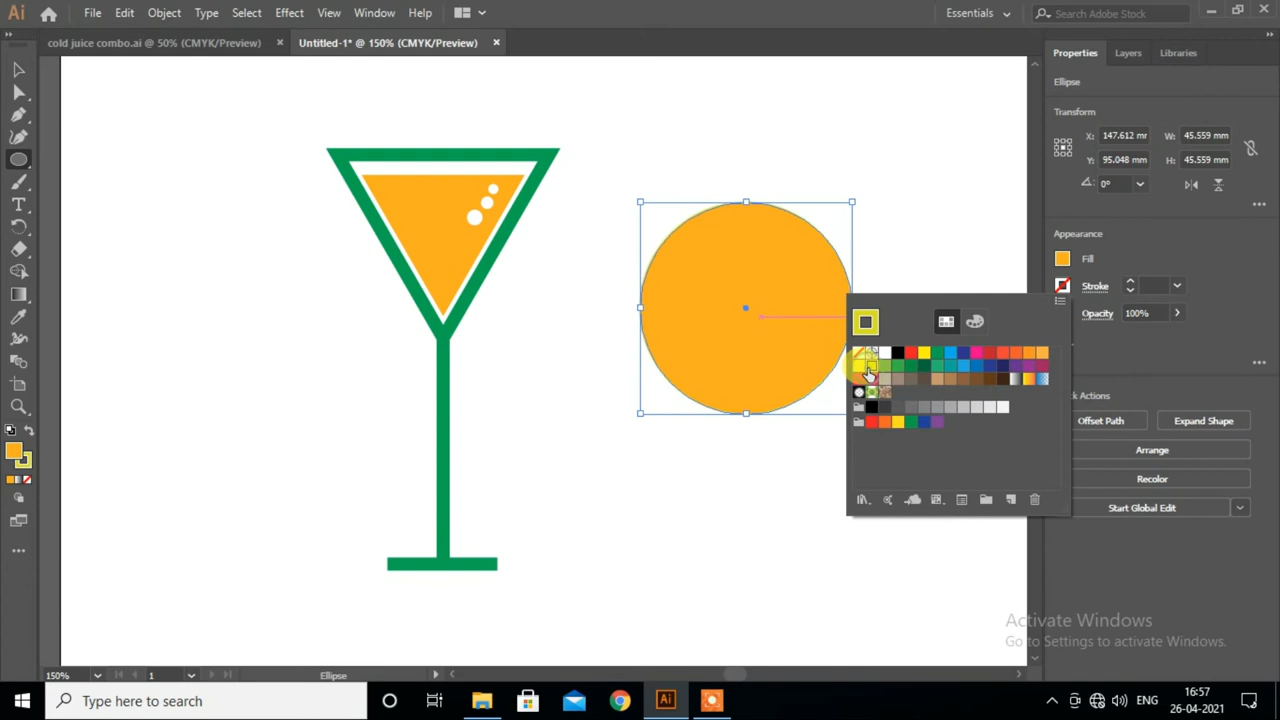 Ai File Edit Object Type Select Effect View Window Help Essentials Search Adobe Stock
cold juice combo.ai @ 50% (CMYK/Preview) Untitled-1* @ 150% (CMYK/Preview)
Properties Layers Libraries
Ellipse
Transform
X: 147.612 mr W: 45.559 mm
Y: 95.048 mm H: 45.559 mm
0°
Appearance
Fill
Stroke
Opacity 100%
ck Actions
Offset Path Expand Shape
Arrange
Recolor
Start Global Edit
Activate Windows
Go to Settings to activate Windows.
150% 1 Ellipse
Type here to search Ai ENG 16:57
26-04-2021